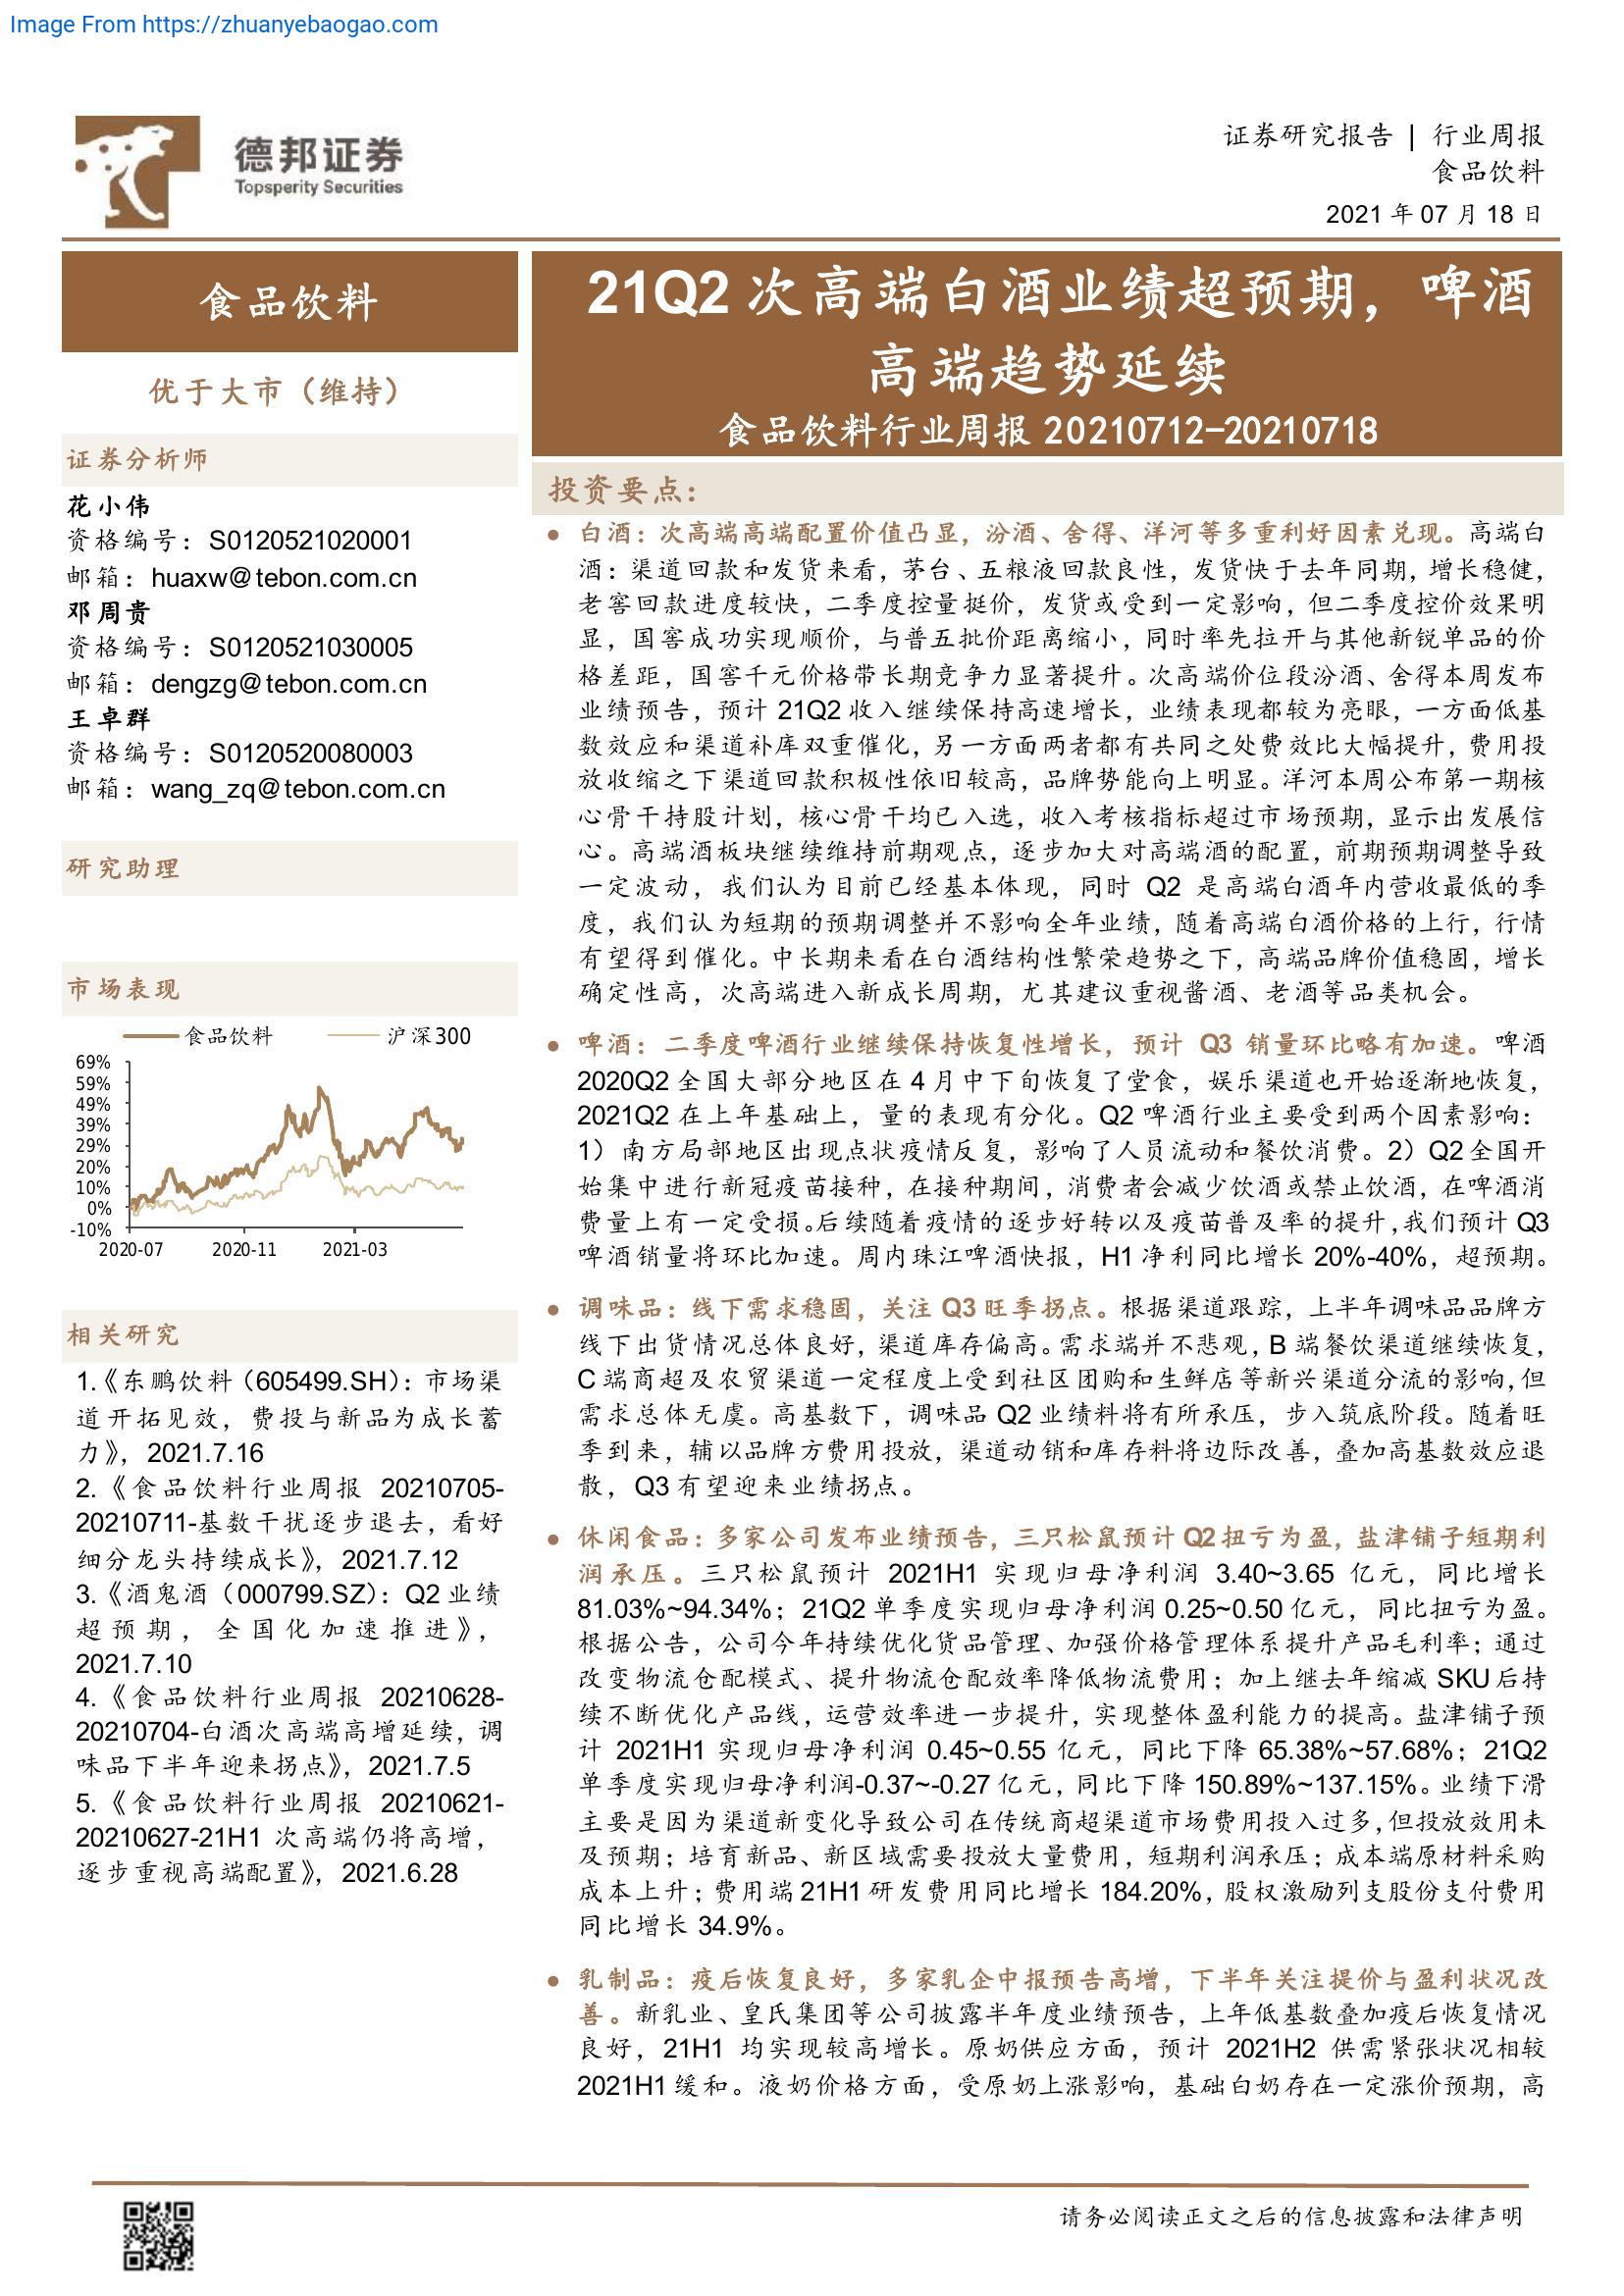 Image From https://zhuanyebaogao.com
德邦证券
Topsperity Securities
证券研究报告 | 行业周报
食品饮料
2021 年 07 月 18 日
食品饮料
优于大市（维持）
证券分析师
花小伟
资格编号：S0120521020001
邮箱：huaxw@tebon.com.cn
邓周贵
资格编号：S0120521030005
邮箱：dengzg@tebon.com.cn
王卓群
资格编号：S0120520080003
邮箱：wang_zq@tebon.com.cn
研究助理
市场表现
食品饮料 沪深300
69%
59%
49%
39%
29%
20%
10%
0%
-10%
2020-07 2020-11 2021-03
相关研究
1.《东鹏饮料（605499.SH）：市场渠
道开拓见效，费投与新品为成长蓄
力》，2021.7.16
2.《食品饮料行业周报 20210705-
20210711-基数干扰逐步退去，看好
细分龙头持续成长》，2021.7.12
3.《酒鬼酒（000799.SZ）：Q2 业绩
超预期，全国化加速推进》，
2021.7.10
4.《食品饮料行业周报 20210628-
20210704-白酒次高端高增延续，调
味品下半年迎来拐点》，2021.7.5
5.《食品饮料行业周报 20210621-
20210627-21H1 次高端仍将高增，
逐步重视高端配置》，2021.6.28
21Q2 次高端白酒业绩超预期，啤酒
高端趋势延续
食品饮料行业周报 20210712-20210718
投资要点：
● 白酒：次高端高端配置价值凸显，汾酒、舍得、洋河等多重利好因素兑现。高端白
酒：渠道回款和发货来看，茅台、五粮液回款良性，发货快于去年同期，增长稳健，
老窖回款进度较快，二季度控量挺价，发货或受到一定影响，但二季度控价效果明
显，国窖成功实现顺价，与普五批价距离缩小，同时率先拉开与其他新锐单品的价
格差距，国窖千元价格带长期竞争力显著提升。次高端价位段汾酒、舍得本周发布
业绩预告，预计 21Q2 收入继续保持高速增长，业绩表现都较为亮眼，一方面低基
数效应和渠道补库双重催化，另一方面两者都有共同之处费效比大幅提升，费用投
放收缩之下渠道回款积极性依旧较高，品牌势能向上明显。洋河本周公布第一期核
心骨干持股计划，核心骨干均已入选，收入考核指标超过市场预期，显示出发展信
心。高端酒板块继续维持前期观点，逐步加大对高端酒的配置，前期预期调整导致
一定波动，我们认为目前已经基本体现，同时 Q2 是高端白酒年内营收最低的季
度，我们认为短期的预期调整并不影响全年业绩，随着高端白酒价格的上行，行情
有望得到催化。中长期来看在白酒结构性繁荣趋势之下，高端品牌价值稳固，增长
确定性高，次高端进入新成长周期，尤其建议重视酱酒、老酒等品类机会。
● 啤酒：二季度啤酒行业继续保持恢复性增长，预计 Q3 销量环比略有加速。啤酒
2020Q2 全国大部分地区在 4 月中下旬恢复了堂食，娱乐渠道也开始逐渐地恢复，
2021Q2 在上年基础上，量的表现有分化。Q2 啤酒行业主要受到两个因素影响：
1）南方局部地区出现点状疫情反复，影响了人员流动和餐饮消费。2）Q2 全国开
始集中进行新冠疫苗接种，在接种期间，消费者会减少饮酒或禁止饮酒，在啤酒消
费量上有一定受损。后续随着疫情的逐步好转以及疫苗普及率的提升，我们预计 Q3
啤酒销量将环比加速。周内珠江啤酒快报，H1 净利同比增长 20%-40%，超预期。
● 调味品：线下需求稳固，关注 Q3 旺季拐点。根据渠道跟踪，上半年调味品品牌方
线下出货情况总体良好，渠道库存偏高。需求端并不悲观，B 端餐饮渠道继续恢复，
C 端商超及农贸渠道一定程度上受到社区团购和生鲜店等新兴渠道分流的影响，但
需求总体无虞。高基数下，调味品 Q2 业绩料将有所承压，步入筑底阶段。随着旺
季到来，辅以品牌方费用投放，渠道动销和库存料将边际改善，叠加高基数效应退
散，Q3 有望迎来业绩拐点。
● 休闲食品：多家公司发布业绩预告，三只松鼠预计 Q2 扭亏为盈，盐津铺子短期利
润承压。三只松鼠预计 2021H1 实现归母净利润 3.40~3.65 亿元，同比增长
81.03%~94.34%；21Q2 单季度实现归母净利润 0.25~0.50 亿元，同比扭亏为盈。
根据公告，公司今年持续优化货品管理、加强价格管理体系提升产品毛利率；通过
改变物流仓配模式、提升物流仓配效率降低物流费用；加上继去年缩减 SKU 后持
续不断优化产品线，运营效率进一步提升，实现整体盈利能力的提高。盐津铺子预
计 2021H1 实现归母净利润 0.45~0.55 亿元，同比下降 65.38%~57.68%；21Q2
单季度实现归母净利润-0.37~-0.27 亿元，同比下降 150.89%~137.15%。业绩下滑
主要是因为渠道新变化导致公司在传统商超渠道市场费用投入过多，但投放效用未
及预期；培育新品、新区域需要投放大量费用，短期利润承压；成本端原材料采购
成本上升；费用端 21H1 研发费用同比增长 184.20%，股权激励列支股份支付费用
同比增长 34.9%。
● 乳制品：疫后恢复良好，多家乳企中报预告高增，下半年关注提价与盈利状况改
善。新乳业、皇氏集团等公司披露半年度业绩预告，上年低基数叠加疫后恢复情况
良好，21H1 均实现较高增长。原奶供应方面，预计 2021H2 供需紧张状况相较
2021H1 缓和。液奶价格方面，受原奶上涨影响，基础白奶存在一定涨价预期，高
请务必阅读正文之后的信息披露和法律声明